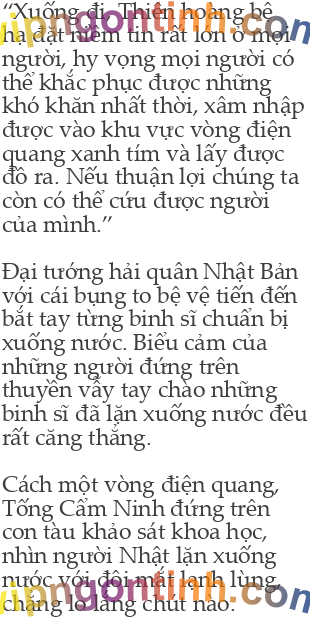 “Xuống đi, Thiên hoàng bệ
hạ đặt niềm tin rất lớn ở mọi
người, hy vọng mọi người có
thể khắc phục được những
khó khăn nhất thời, xâm nhập
được vào khu vực vòng điện
quang xanh tím và lấy được
đồ ra. Nếu thuận lợi chúng ta
còn có thể cứu được người
của mình.”
Đại tướng hải quân Nhật Bản
với cái bụng to bệ vệ tiến đến
bắt tay từng binh sĩ chuẩn bị
xuống nước. Biểu cảm của
những người đứng trên
thuyền vẫy tay chào những
binh sĩ đã lặn xuống nước đều
rất căng thẳng.
Cách một vòng điện quang,
Tống Cẩm Ninh đứng trên
con tàu khảo sát khoa học,
nhìn người Nhật lặn xuống
nước với đôi mắt lạnh lùng,
chẳng lo lắng chút nào.